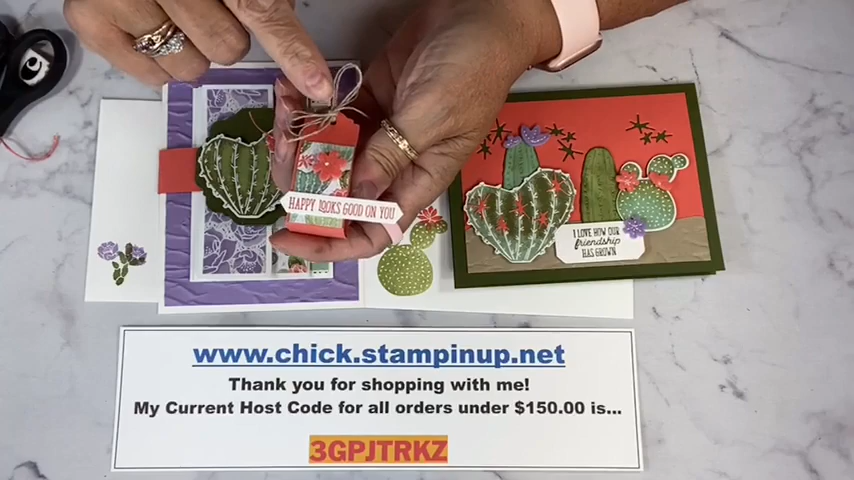 HAPPY LOOKS GOOD ON YOU
I LOVE HOW OUR
friendship
HAS GROWN
www.chick.stampinup.net
Thank you for shopping with me!
My Current Host Code for all orders under $150.00 is...
3GPJTRKZ